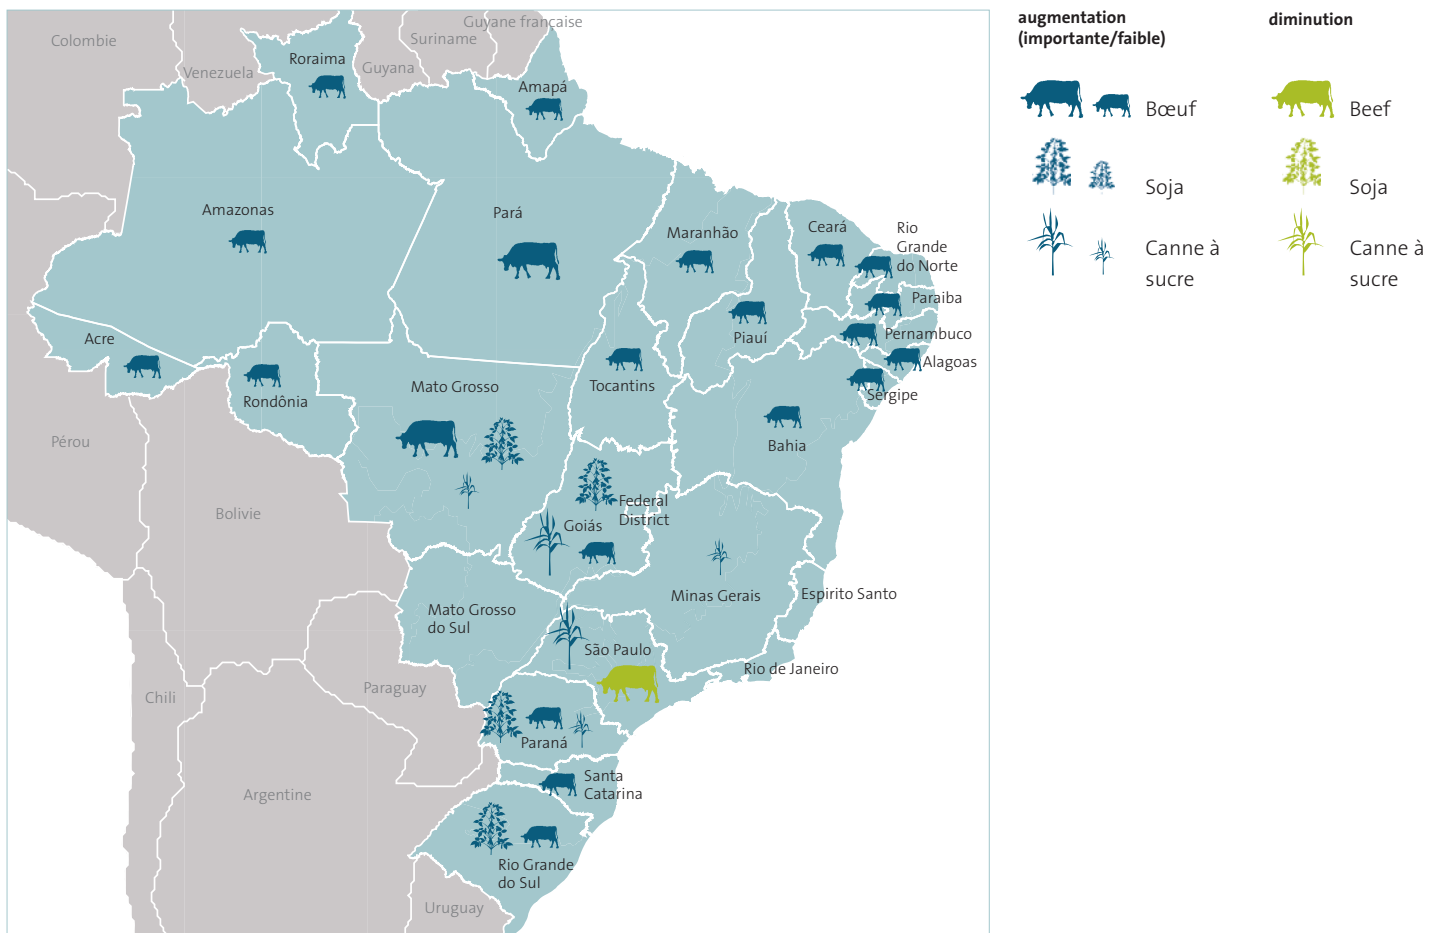 Colombie
Venezuela
Guyana
Suriname
Guyane française
Roraima
Amapá
Amazonas
Pará
Maranhão
Ceará
Rio
Grande
do Norte
Paraiba
Pernambuco
Alagoas
Sergipe
Piauí
Acre
Rondônia
Mato Grosso
Tocantins
Bahia
Pérou
Bolivie
Federal
District
Goiás
Minas Gerais
Espirito Santo
Mato Grosso
do Sul
São Paulo
Rio de Janeiro
Chili
Paraguay
Paraná
Santa
Catarina
Argentine
Rio Grande
do Sul
Uruguay
augmentation
(importante/faible)
Bœuf
Soja
Canne à
sucre
diminution
Beef
Soja
Canne à
sucre